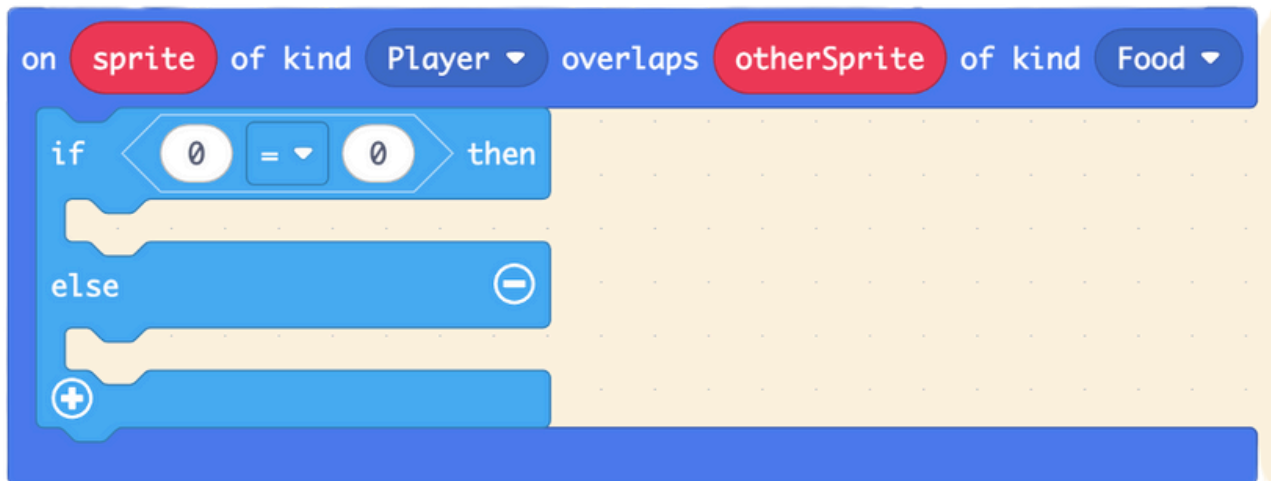 on sprite of kind Player overlaps otherSprite of kind Food
if 0 = 0 then
else